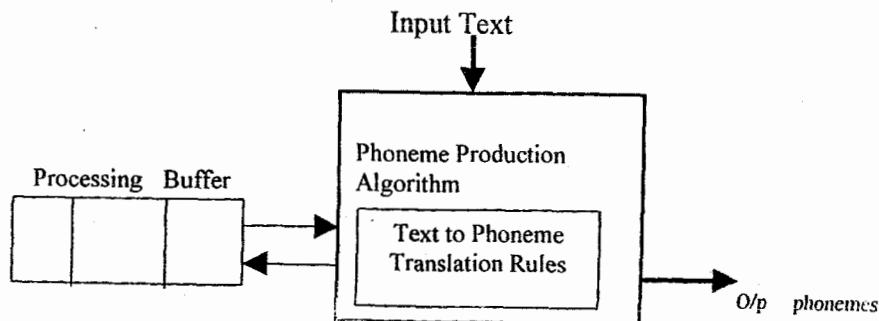 Input Text
Phoneme Production
Algorithm
Processing Buffer
Text to Phoneme
Translation Rules
O/p phonemes